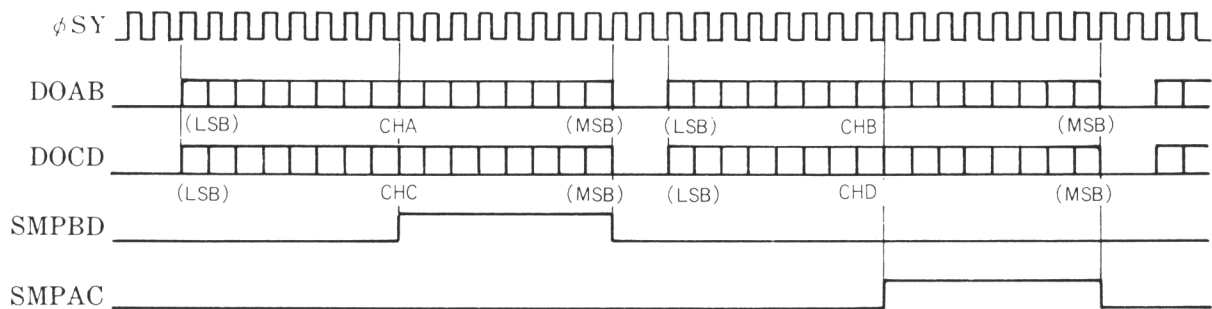 φSY
DOAB
(LSB) CHA (MSB) (LSB) CHB (MSB)
DOCD
(LSB) CHC (MSB) (LSB) CHD (MSB)
SMPBD
SMPAC